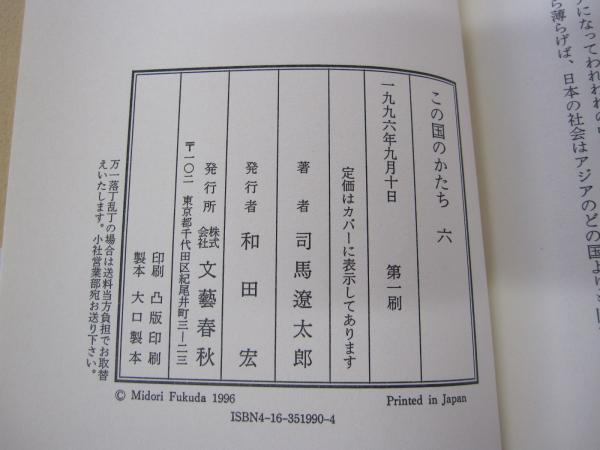 になってわれわれの
ら薄らげば、日本の社会はアジアのどの国より
この国のかたち 六
一九九六年九月十日 第一刷
定価はカバーに表示してあります
著者 司馬遼太郎
発行者 和田 宏
発行所 株式会社 文藝春秋
〒一〇二 東京都千代田区紀尾井町三―二三
印刷 凸版印刷
製本 大口製本
万一落丁乱丁の場合は送料当方負担でお取替
えいたします。小社営業部宛お送り下さい。
© Midori Fukuda 1996
Printed in Japan
ISBN4-16-351990-4